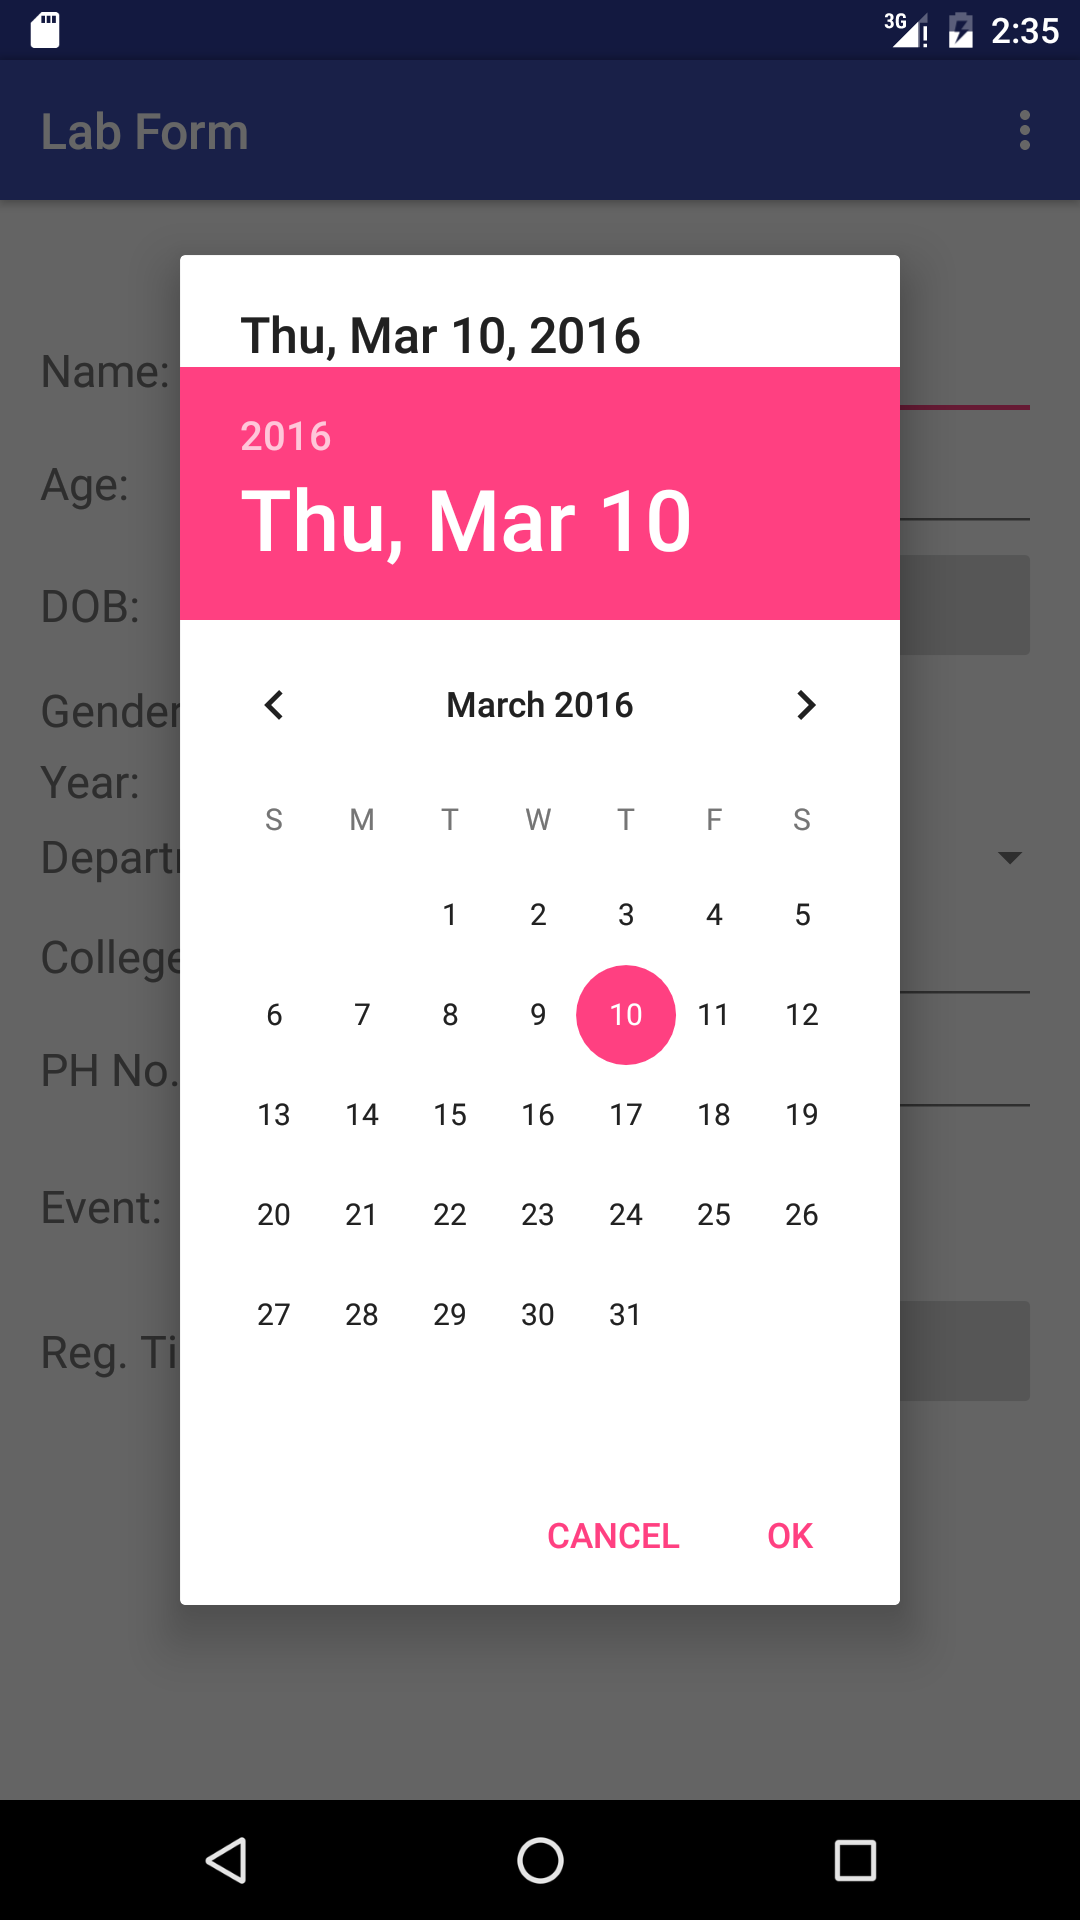 3G 2:35
Lab Form
Thu, Mar 10, 2016
Name:
2016
Age:
Thu, Mar 10
DOB:
Gender
March 2016
Year:
S M T W T F S
Depart
1 2 3 4 5
College
6 7 8 9 10 11 12
PH No.
13 14 15 16 17 18 19
Event:
20 21 22 23 24 25 26
27 28 29 30 31
Reg. Ti
CANCEL OK